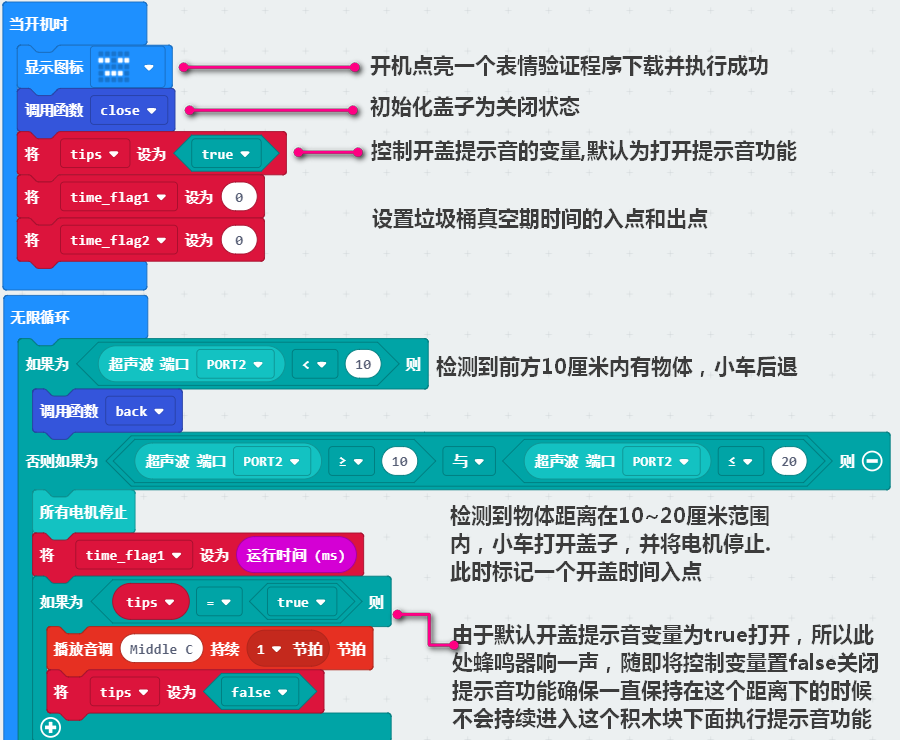 当开机时
显示图标
开机点亮一个表情验证程序下载并执行成功
调用函数 close
初始化盖子为关闭状态
将 tips 设为 true
控制开盖提示音的变量,默认为打开提示音功能
将 time_flag1 设为 0
设置垃圾桶真空期时间的入点和出点
将 time_flag2 设为 0
无限循环
如果为 超声波 端口 PORT2 < 10 则
检测到前方10厘米内有物体，小车后退
调用函数 back
否则如果为 超声波 端口 PORT2 ≥ 10 与 超声波 端口 PORT2 ≤ 20 则
所有电机停止
检测到物体距离在10~20厘米范围
内，小车打开盖子，并将电机停止.
此时标记一个开盖时间入点
将 time_flag1 设为 运行时间 (ms)
如果为 tips = true 则
由于默认开盖提示音变量为true打开，所以此
处蜂鸣器响一声，随即将控制变量置false关闭
提示音功能确保一直保持在这个距离下的时候
不会持续进入这个积木块下面执行提示音功能
播放音调 Middle C 持续 1 节拍 节拍
将 tips 设为 false